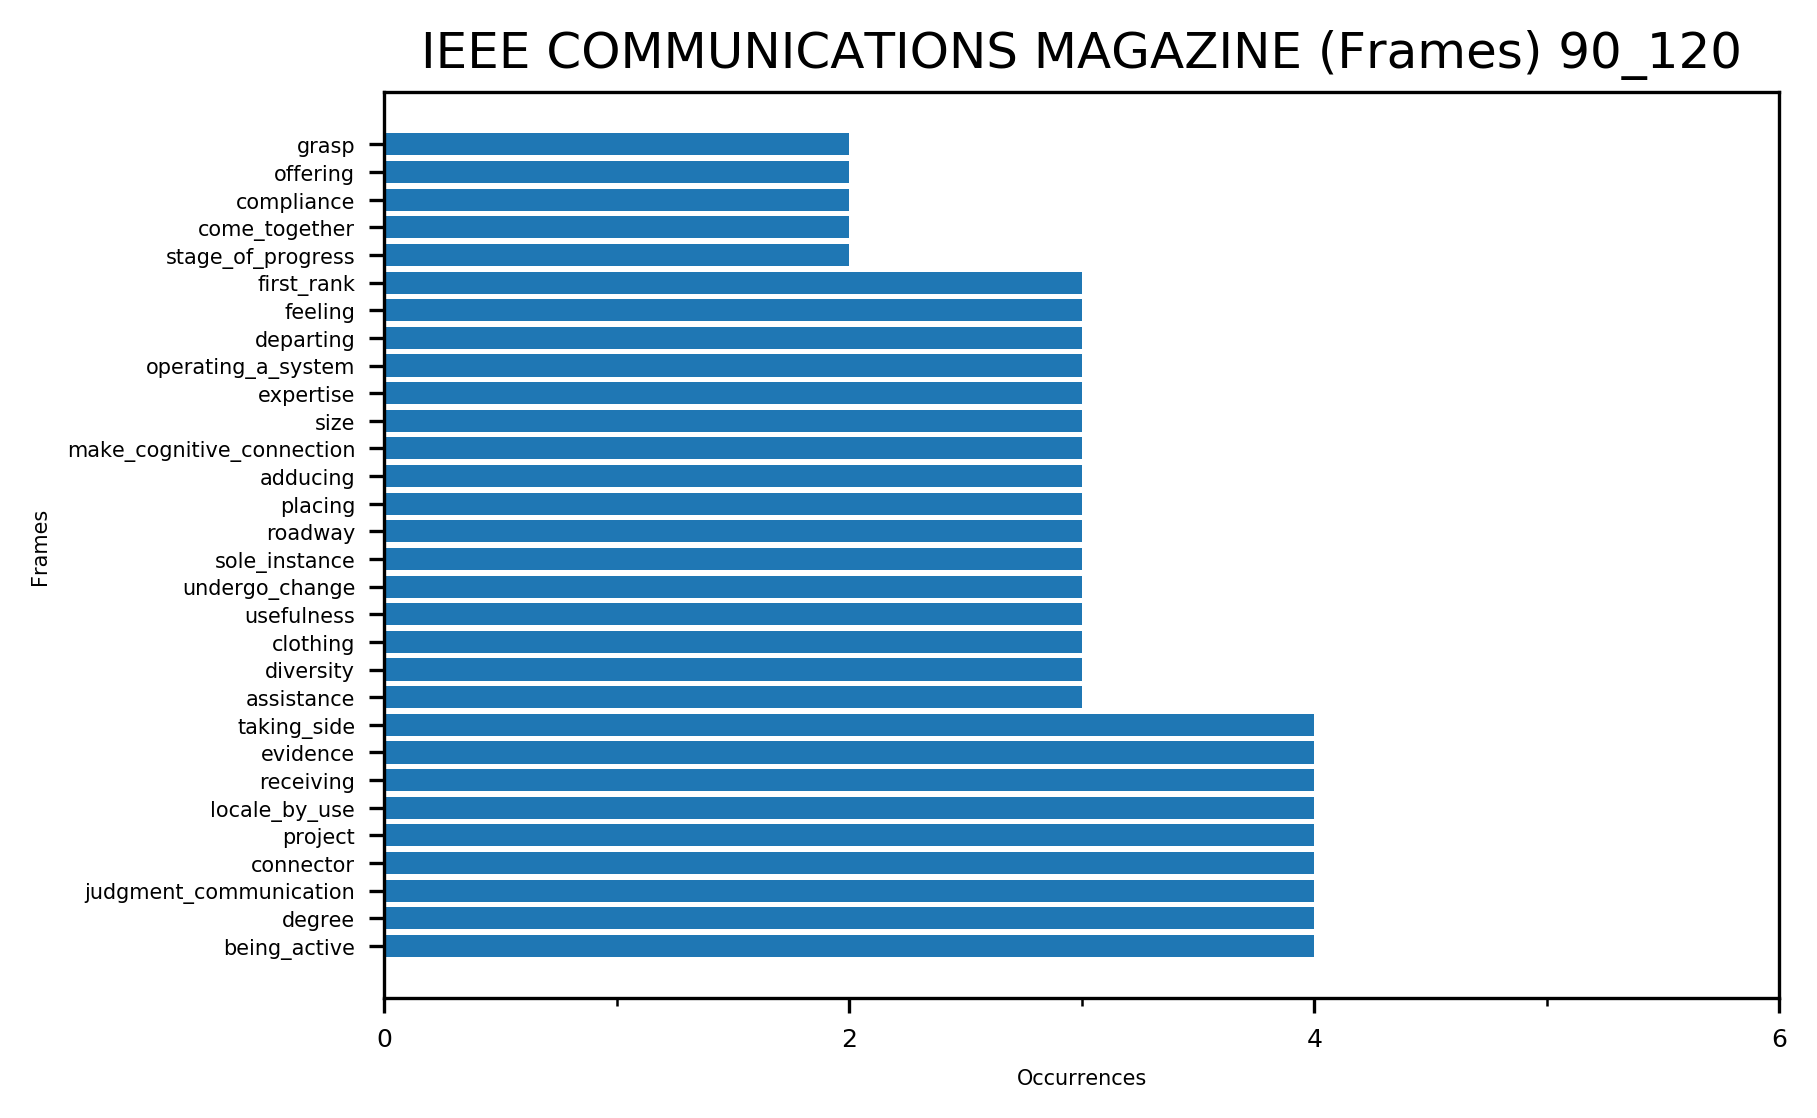 IEEE COMMUNICATIONS MAGAZINE (Frames) 90_120
grasp
offering
compliance
come_together
stage_of_progress
first_rank
feeling
departing
operating_a_system
expertise
size
make_cognitive_connection
adducing
placing
roadway
sole_instance
undergo_change
usefulness
clothing
diversity
assistance
taking_side
evidence
receiving
locale_by_use
project
connector
judgment_communication
degree
being_active
Frames
0 2 4 6
Occurrences